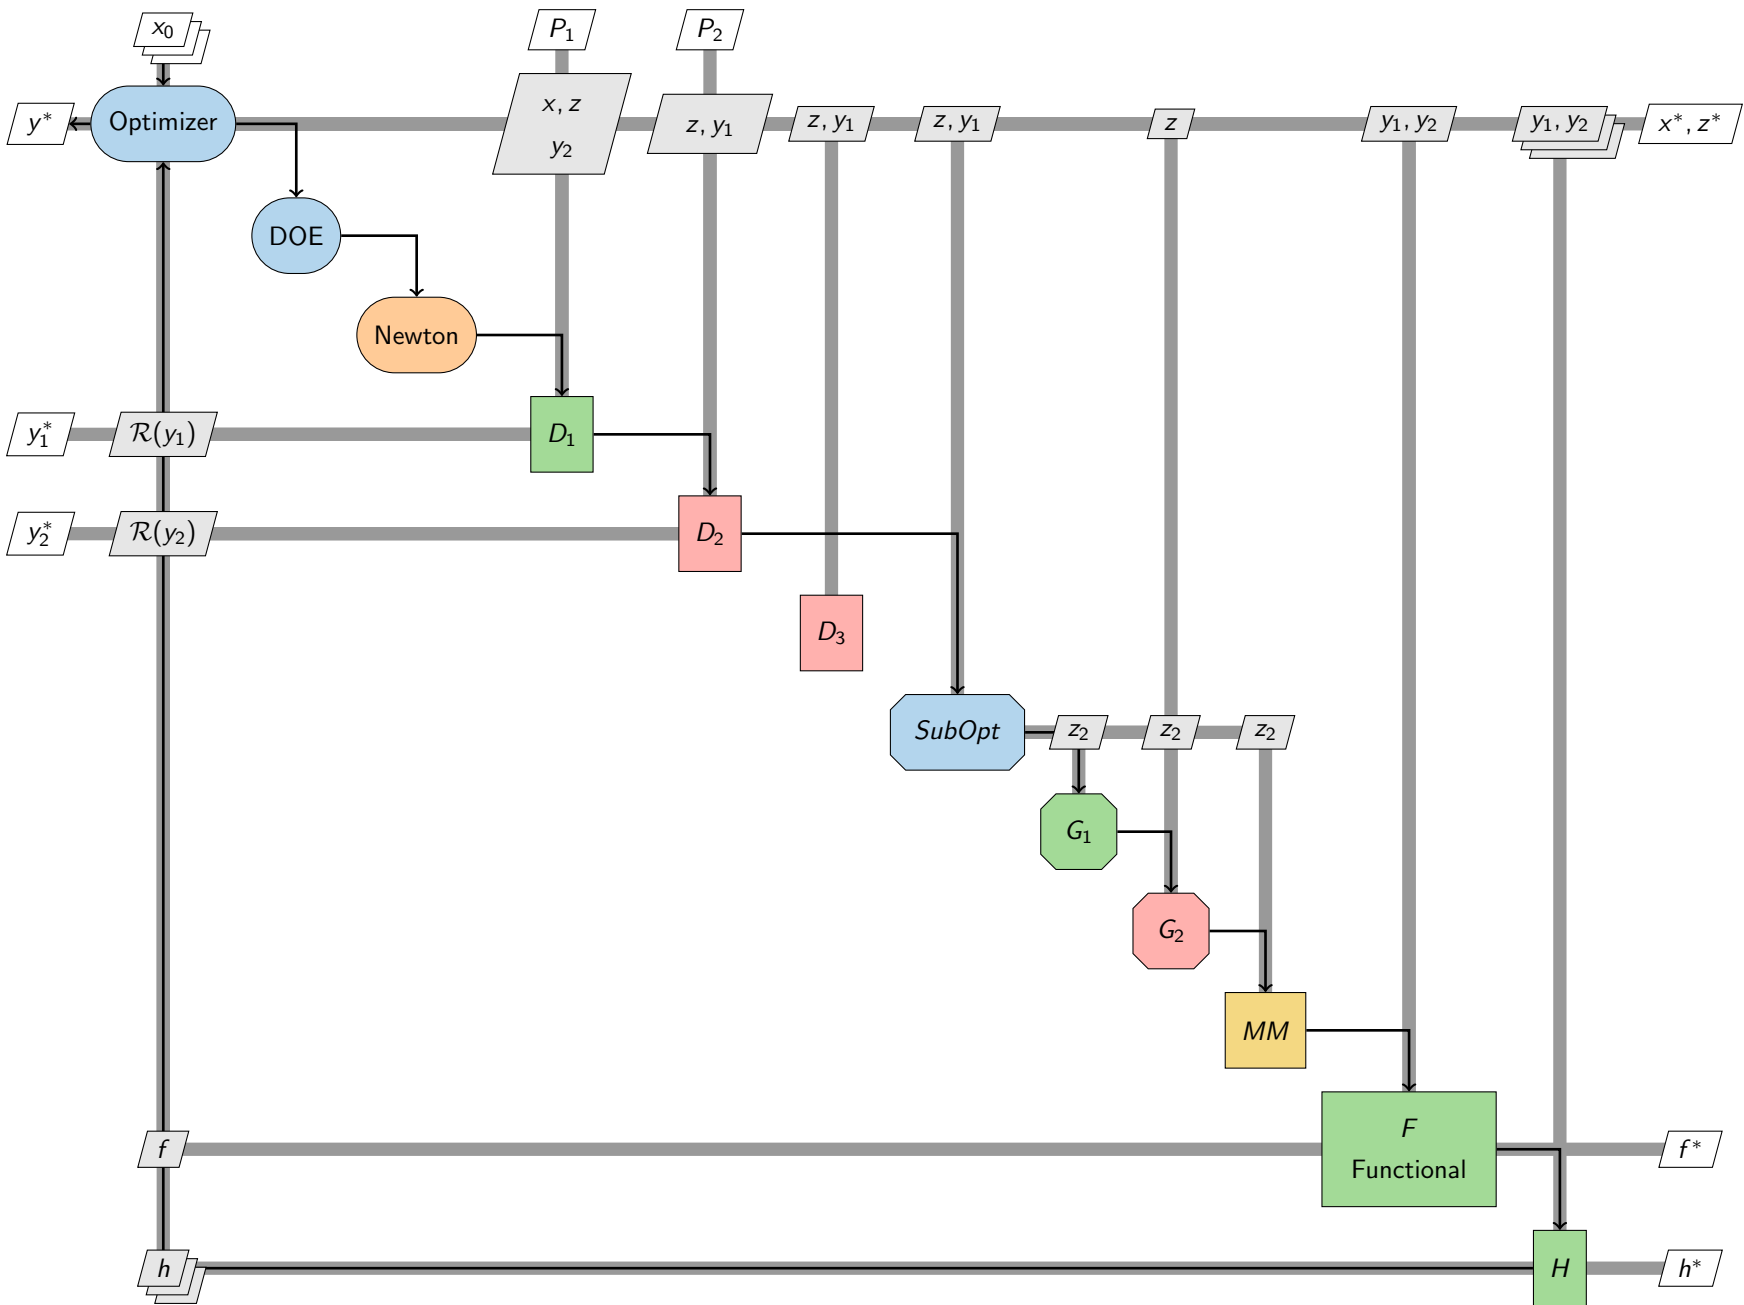 x₀ P₁ P₂
y* Optimizer x, z z, y₁ z, y₁ z, y₁ z y₁, y₂ y₁, y₂ x*, z*
y₂
DOE
Newton
y₁* ℛ(y₁) D₁
y₂* ℛ(y₂) D₂
D₃
SubOpt z₂ z₂ z₂
G₁
G₂
MM
F
f Functional f*
h H h*